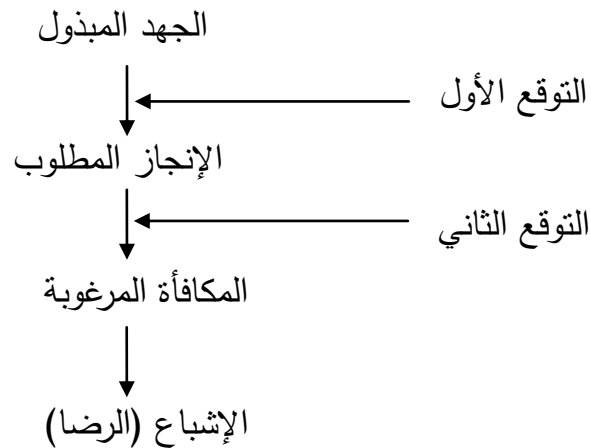 الجهد المبذول
التوقع الأول
الإنجاز المطلوب
التوقع الثاني
المكافأة المرغوبة
الإشباع (الرضا)